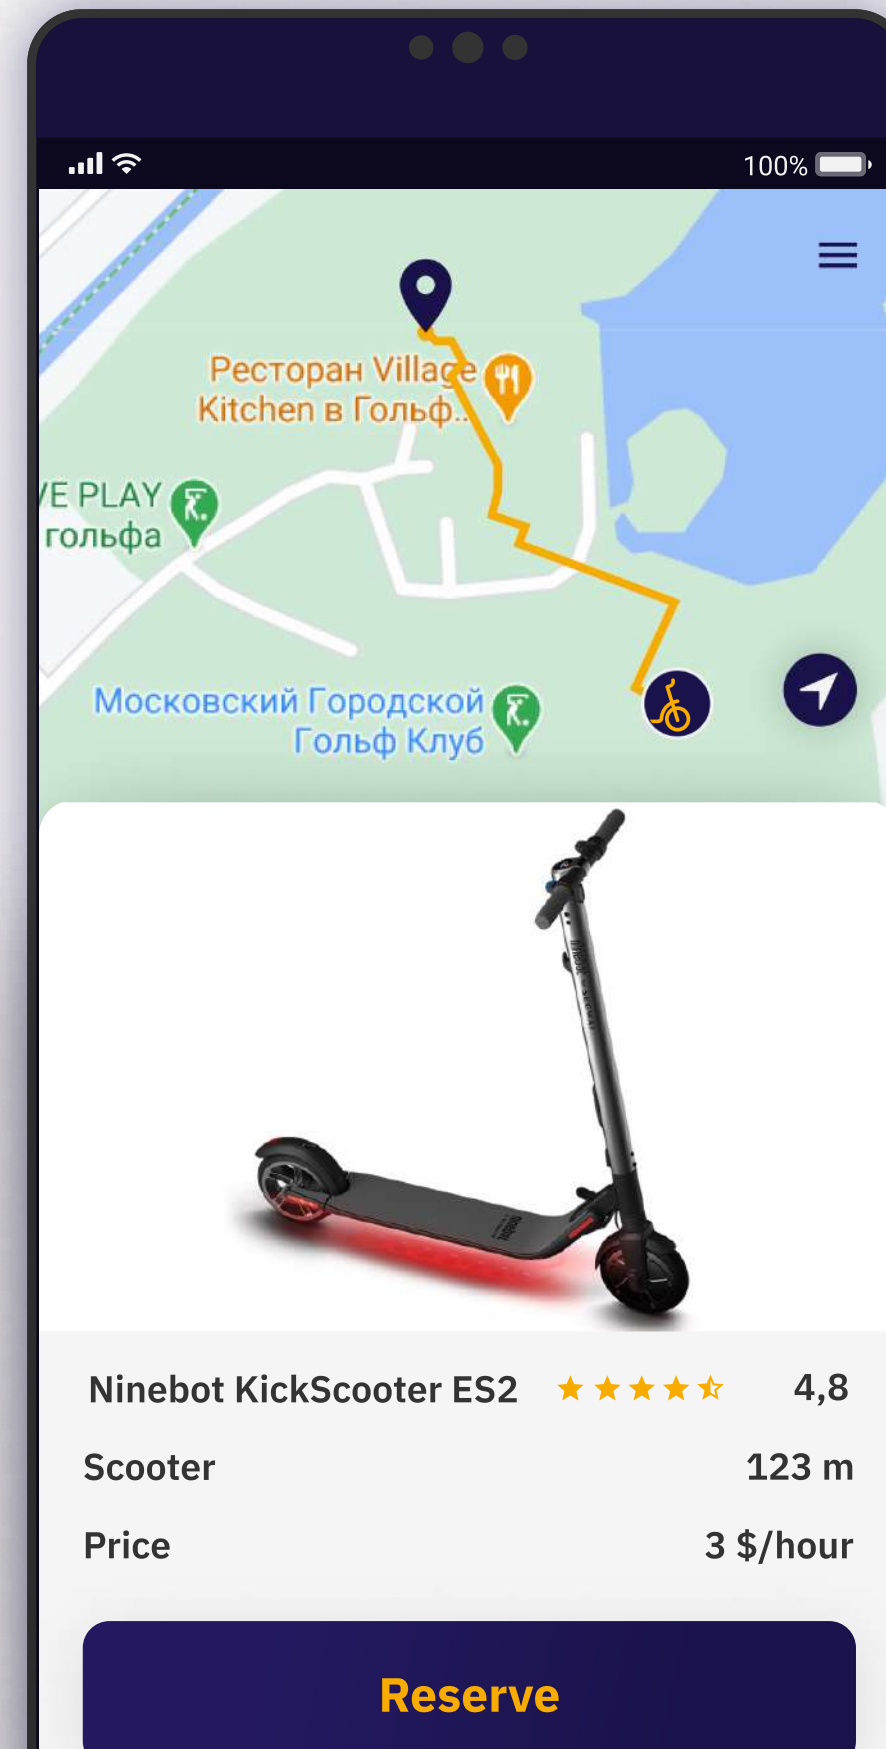 100%
Ресторан Village
Kitchen в Гольф..
VE PLAY
гольфа
Московский Городской
Гольф Клуб
Ninebot KickScooter ES2 4,8
Scooter 123 m
Price 3 $/hour
Reserve